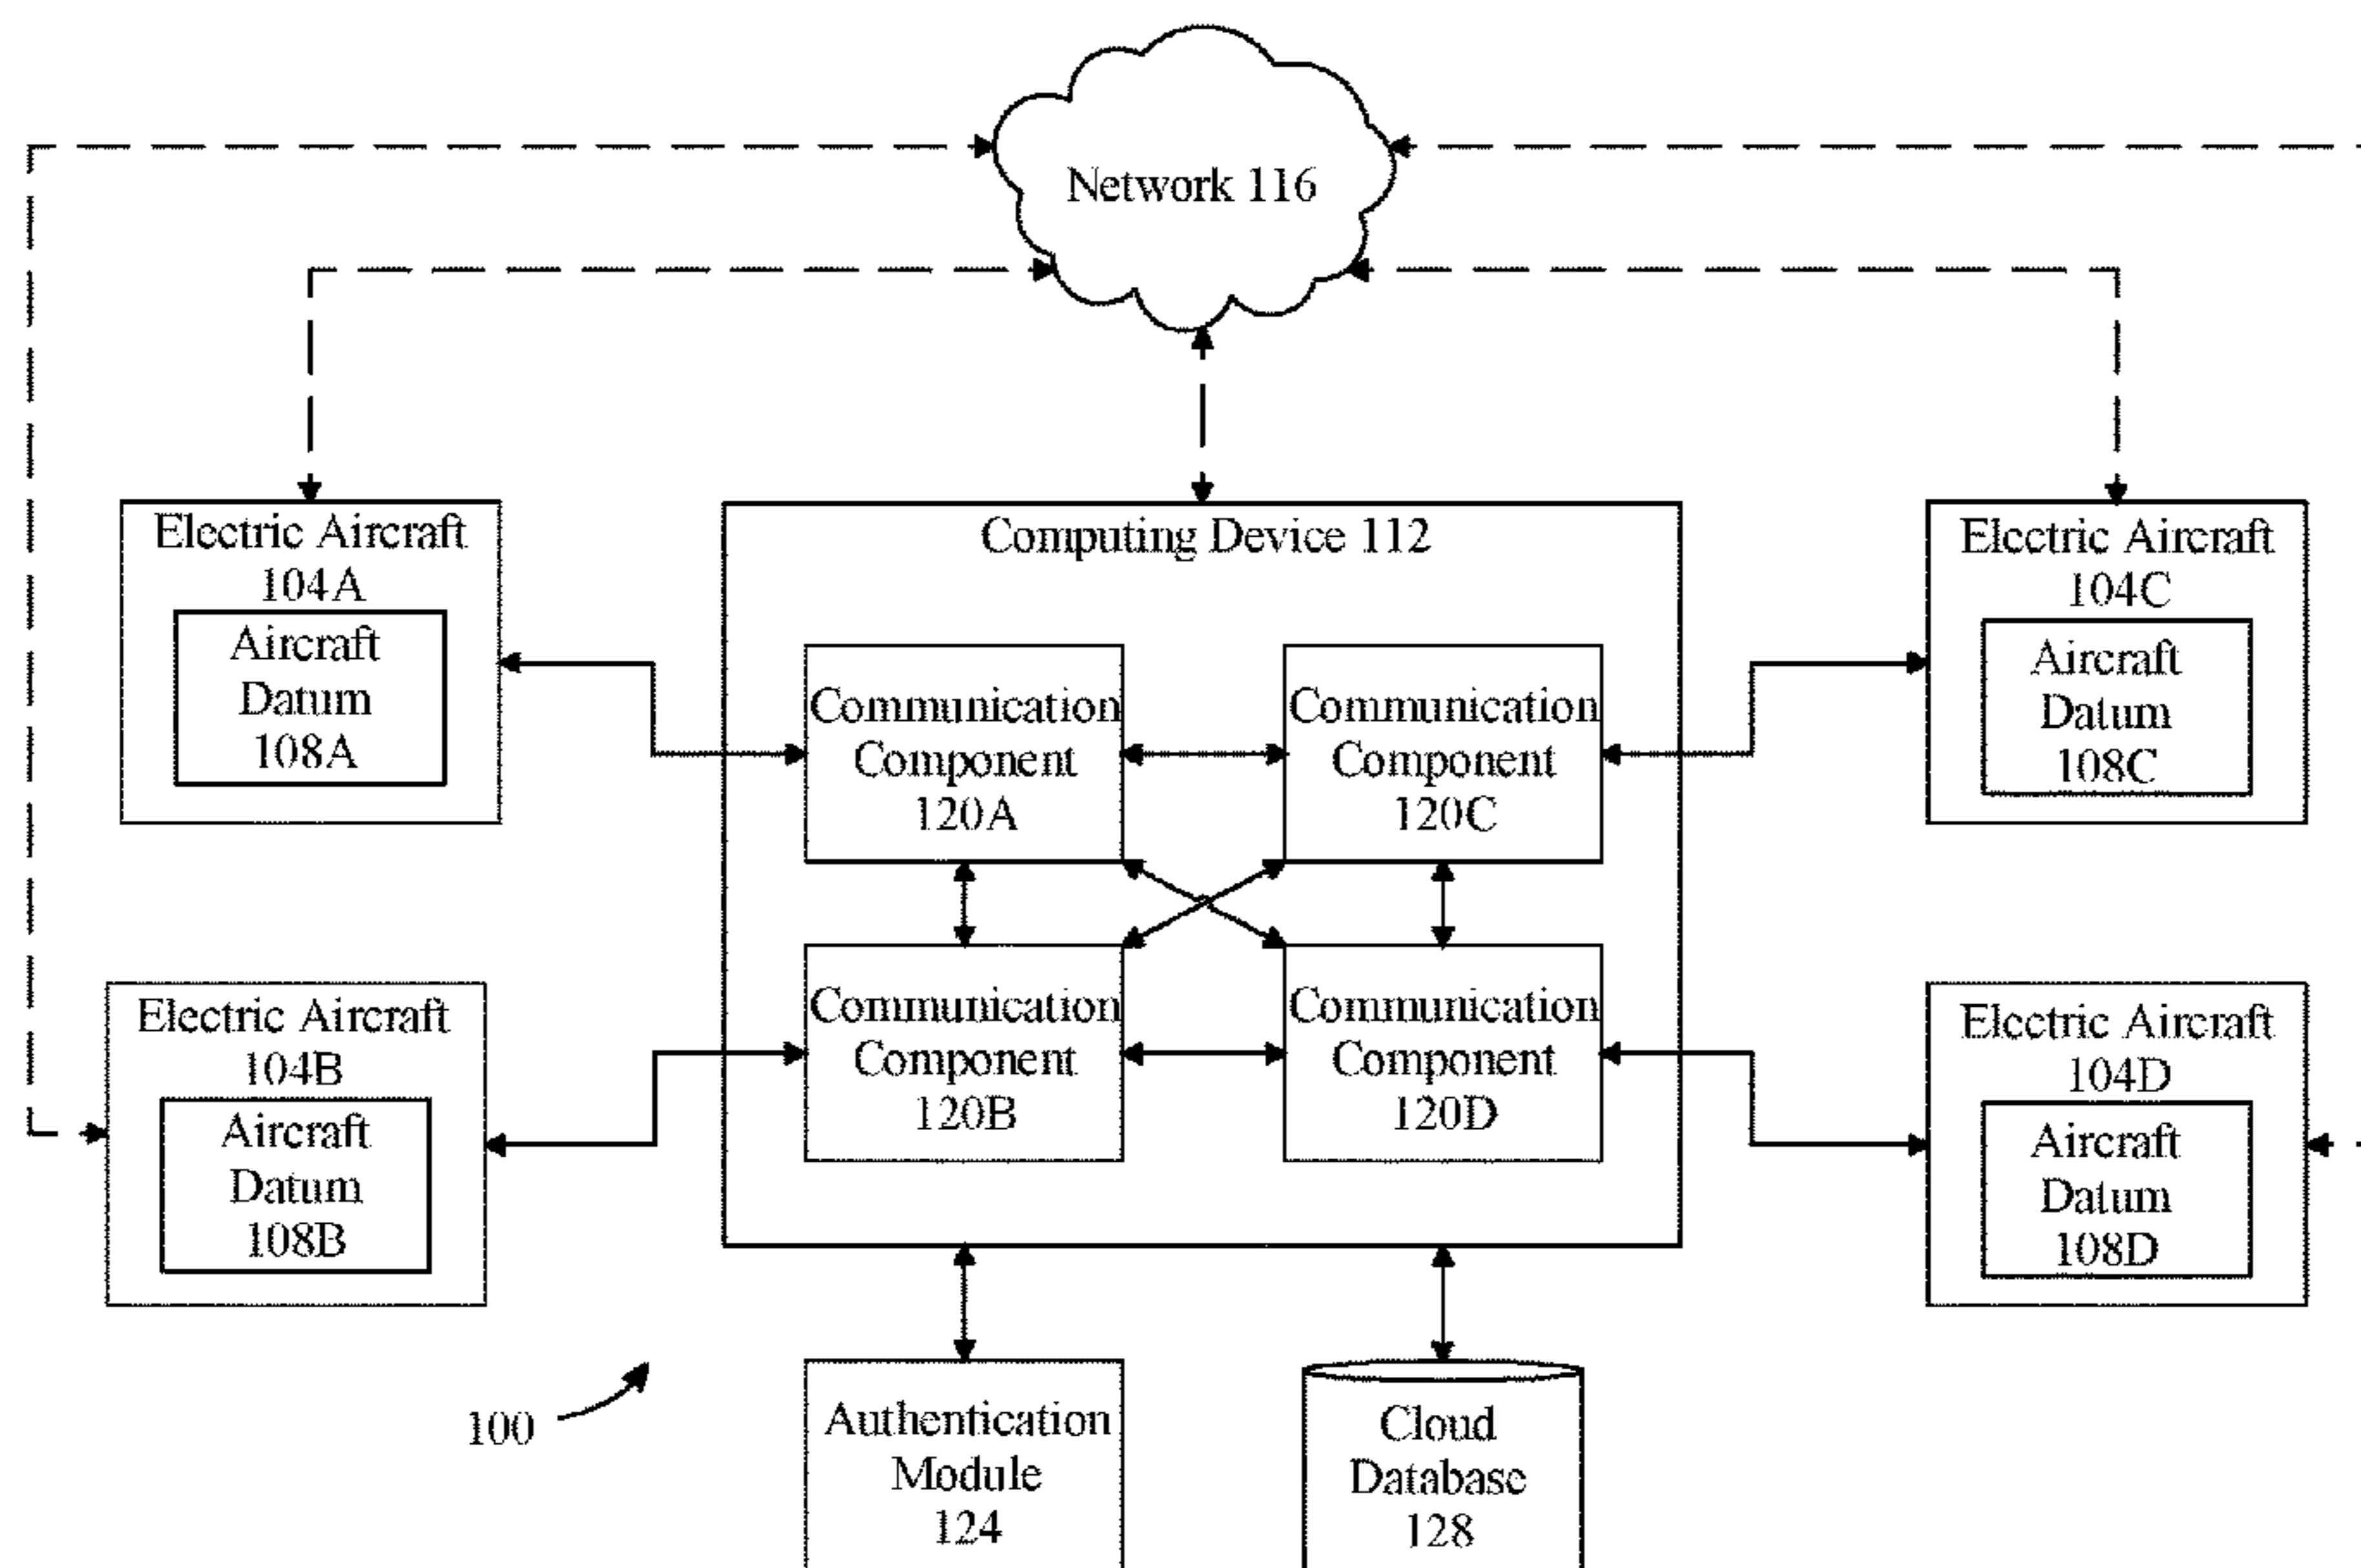 Network 116
Electric Aircraft
104A
Aircraft
Datum
108A
Computing Device 112
Communication
Component
120A
Communication
Component
120C
Electric Aircraft
104C
Aircraft
Datum
108C
Electric Aircraft
104B
Aircraft
Datum
108B
Communication
Component
120B
Communication
Component
120D
Electric Aircraft
104D
Aircraft
Datum
108D
100
Authentication
Module
124
Cloud
Database
128